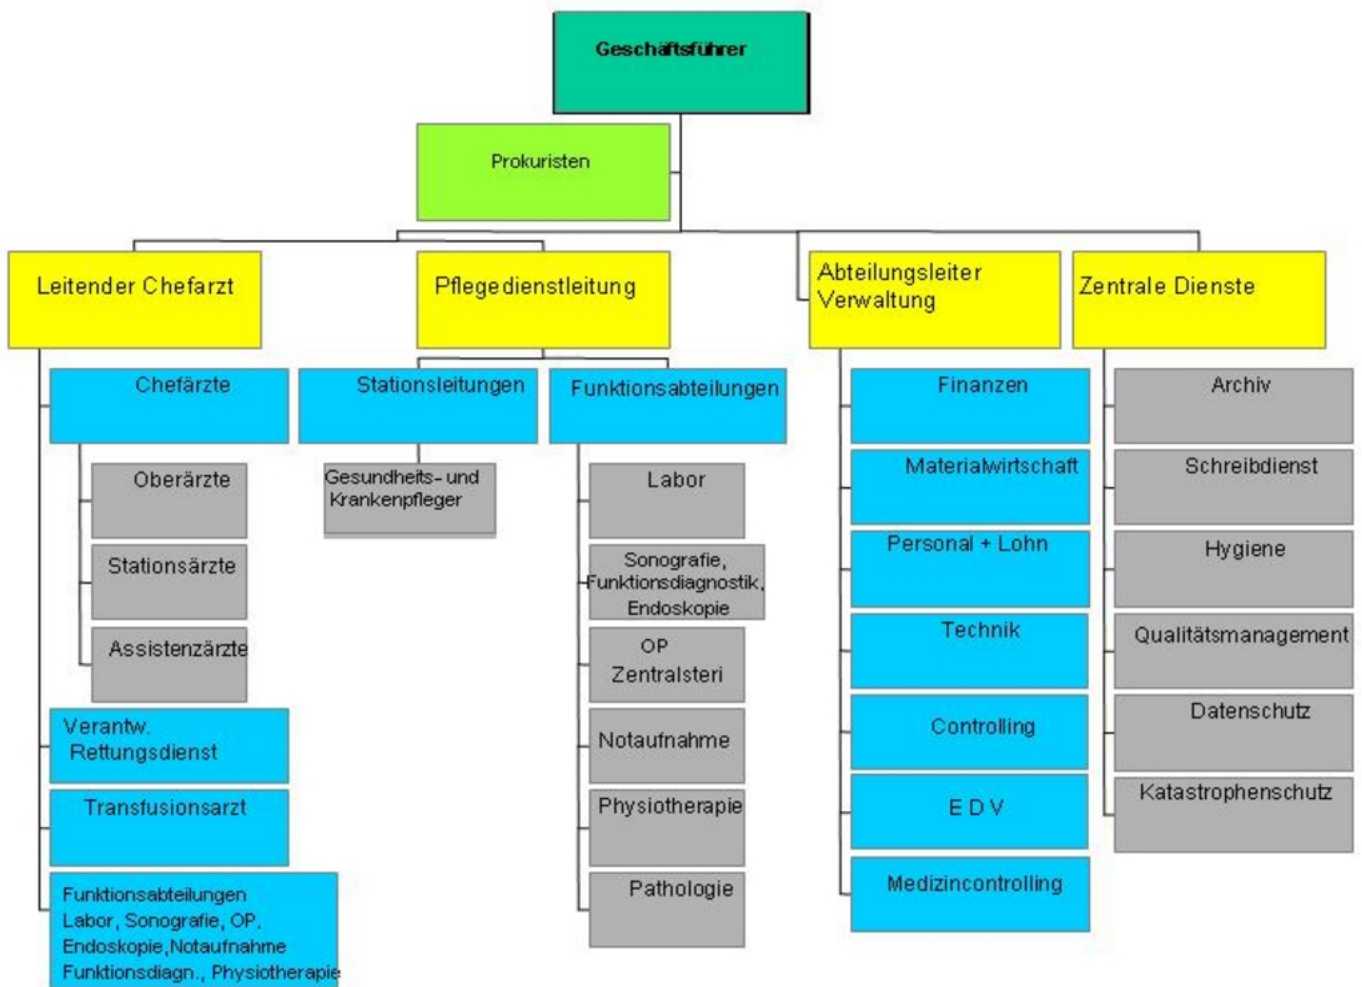 Geschäftsführer
Prokuristen
Leitender Chefarzt
Pflegedienstleitung
Abteilungsleiter
Verwaltung
Zentrale Dienste
Chefärzte
Oberärzte
Stationsärzte
Assistenzärzte
Verantw.
Rettungsdienst
Transfusionsarzt
Funktionsabteilungen
Labor, Sonografie, OP,
Endoskopie,Notaufnahme
Funktionsdiagn., Physiotherapie
Stationsleitungen
Gesundheits- und
Krankenpfleger
Funktionsabteilungen
Labor
Sonografie,
Funktionsdiagnostik,
Endoskopie
OP
Zentralsteri
Notaufnahme
Physiotherapie
Pathologie
Finanzen
Materialwirtschaft
Personal + Lohn
Technik
Controlling
E D V
Medizincontrolling
Archiv
Schreibdienst
Hygiene
Qualitätsmanagement
Datenschutz
Katastrophenschutz